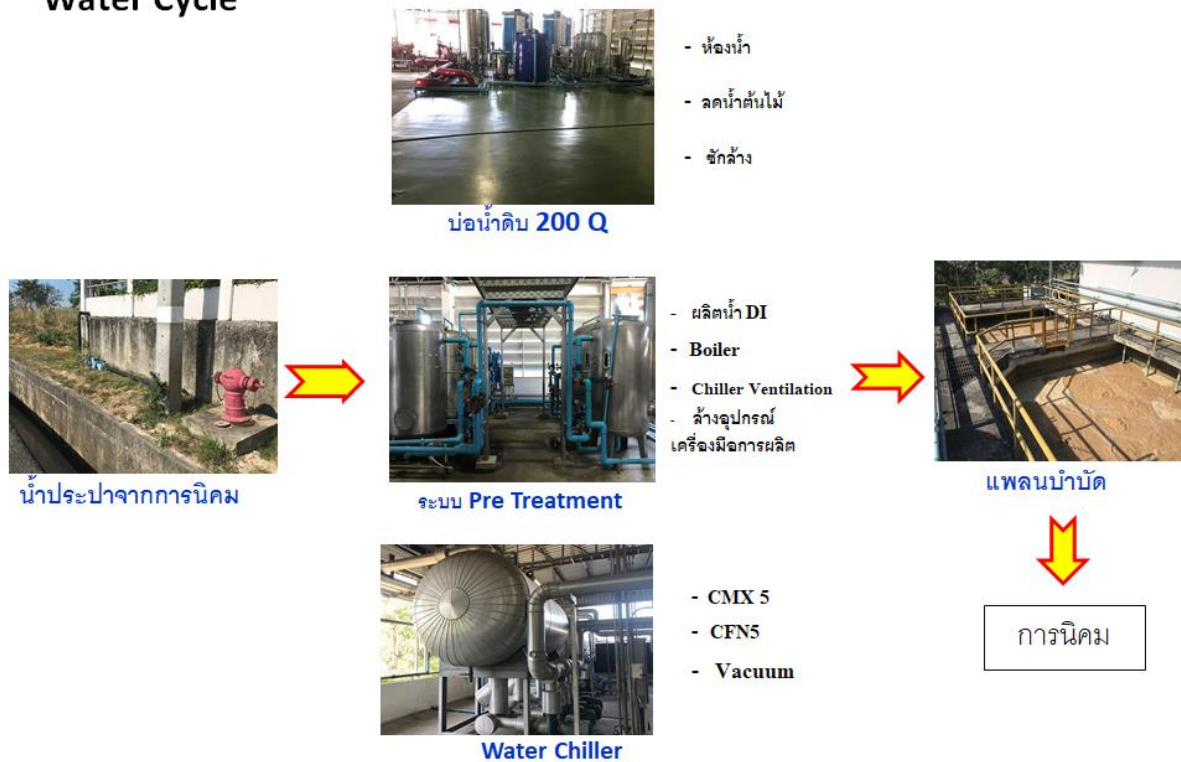 Water Cycle
- ห้องน้ำ
- ลดน้ำต้นไม้
- ซักล้าง
บ่อน้ำดิบ 200 Q
น้ำประปาจากการนิคม
ระบบ Pre Treatment
- ผลิตน้ำ DI
- Boiler
- Chiller Ventilation
- ล้างอุปกรณ์
เครื่องมือการผลิต
แพลนบำบัด
Water Chiller
- CMX 5
- CFN5
- Vacuum
การนิคม